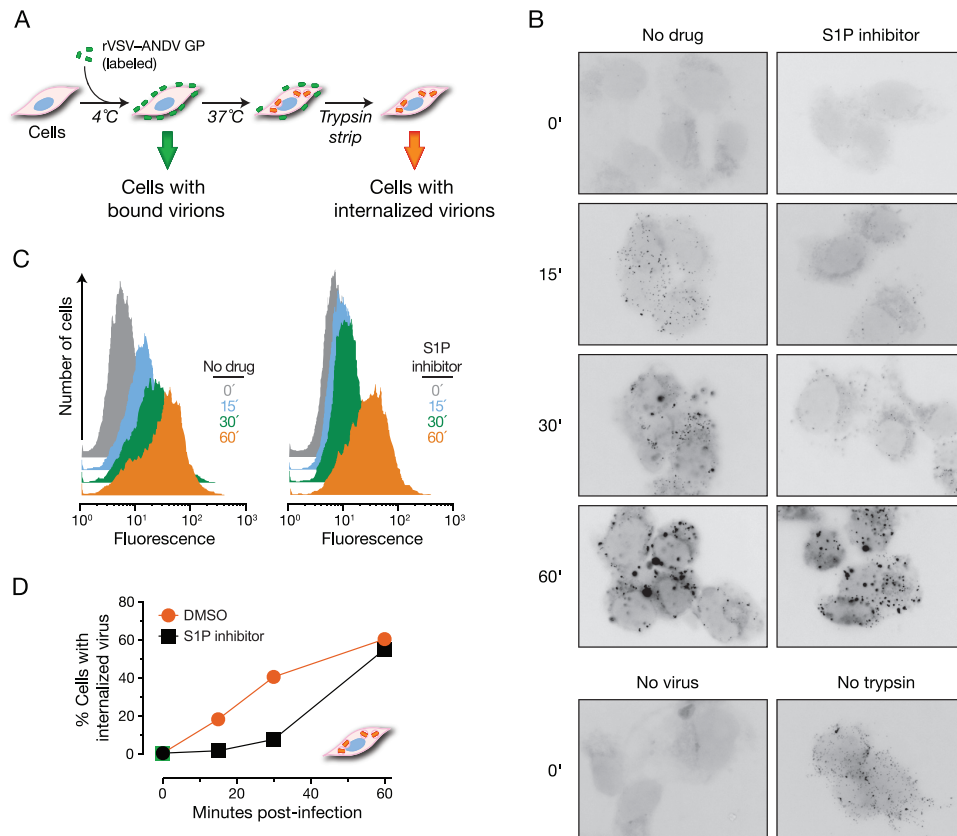 A
rVSV–ANDV GP
(labeled)
Cells
4˚C
37˚C
Trypsin
strip
Cells with
bound virions
Cells with
internalized virions
B
No drug
S1P inhibitor
0'
15'
30'
60'
No virus
No trypsin
0'
C
Number of cells
No drug
0´
15´
30´
60´
S1P
inhibitor
0´
15´
30´
60´
10⁰ 10¹ 10² 10³
Fluorescence
10⁰ 10¹ 10² 10³
Fluorescence
D
% Cells with
internalized virus
80
60
40
20
0
DMSO
S1P inhibitor
0 20 40 60
Minutes post-infection